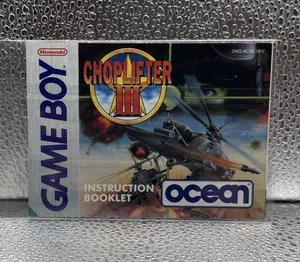 Nintendo
GAME BOY
CHOPLIFTER
III
INSTRUCTION
BOOKLET
ocean